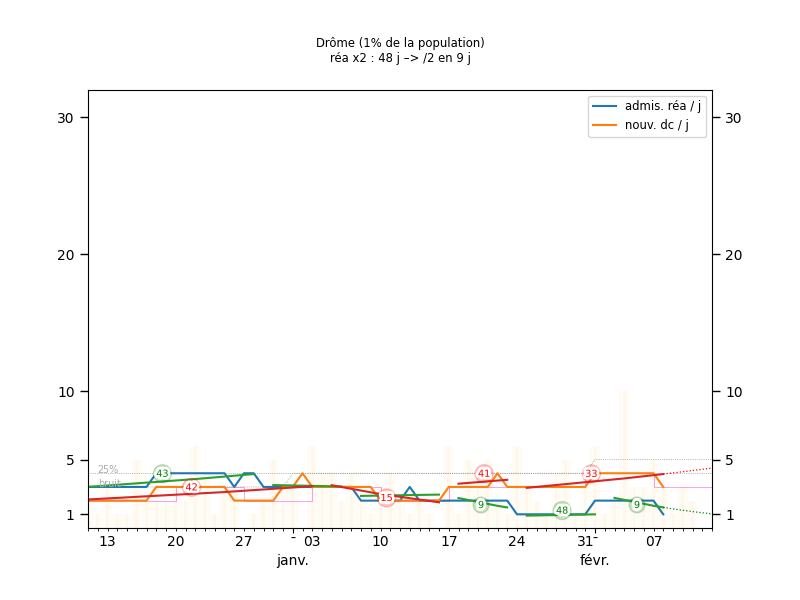 Drôme (1% de la population)
réa x2 : 48 j –> /2 en 9 j
admis. réa / j
nouv. dc / j
30 30
20 20
10 10
5 5
1 1
25%
bruit
43
42
15
41
9
48
33
9
13 20 27 - 03 10 17 24 31 - 07
janv. févr.